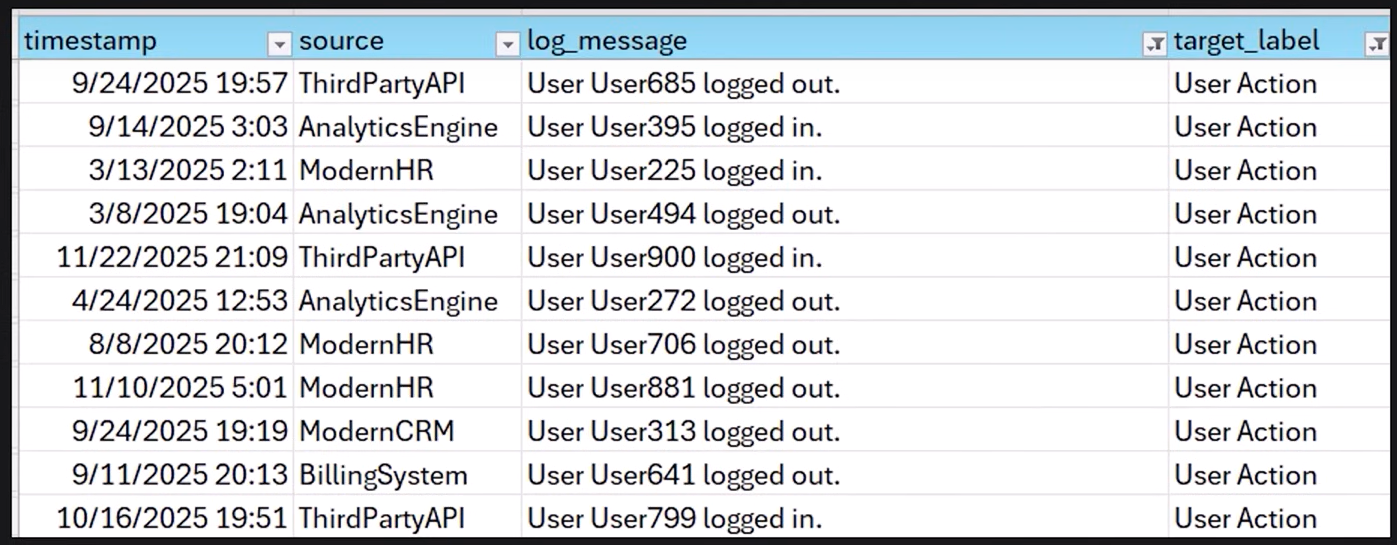 timestamp source log_message target_label
9/24/2025 19:57 ThirdPartyAPI User User685 logged out. User Action
9/14/2025 3:03 AnalyticsEngine User User395 logged in. User Action
3/13/2025 2:11 ModernHR User User225 logged in. User Action
3/8/2025 19:04 AnalyticsEngine User User494 logged out. User Action
11/22/2025 21:09 ThirdPartyAPI User User900 logged in. User Action
4/24/2025 12:53 AnalyticsEngine User User272 logged out. User Action
8/8/2025 20:12 ModernHR User User706 logged out. User Action
11/10/2025 5:01 ModernHR User User881 logged out. User Action
9/24/2025 19:19 ModernCRM User User313 logged out. User Action
9/11/2025 20:13 BillingSystem User User641 logged out. User Action
10/16/2025 19:51 ThirdPartyAPI User User799 logged in. User Action